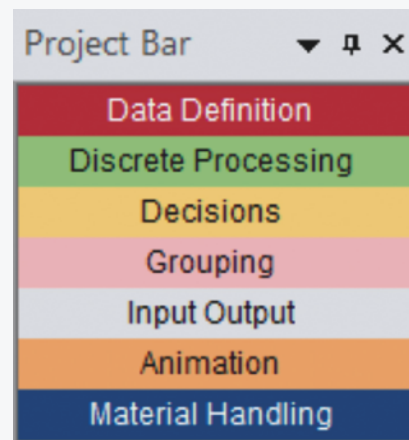 Project Bar
Data Definition
Discrete Processing
Decisions
Grouping
Input Output
Animation
Material Handling